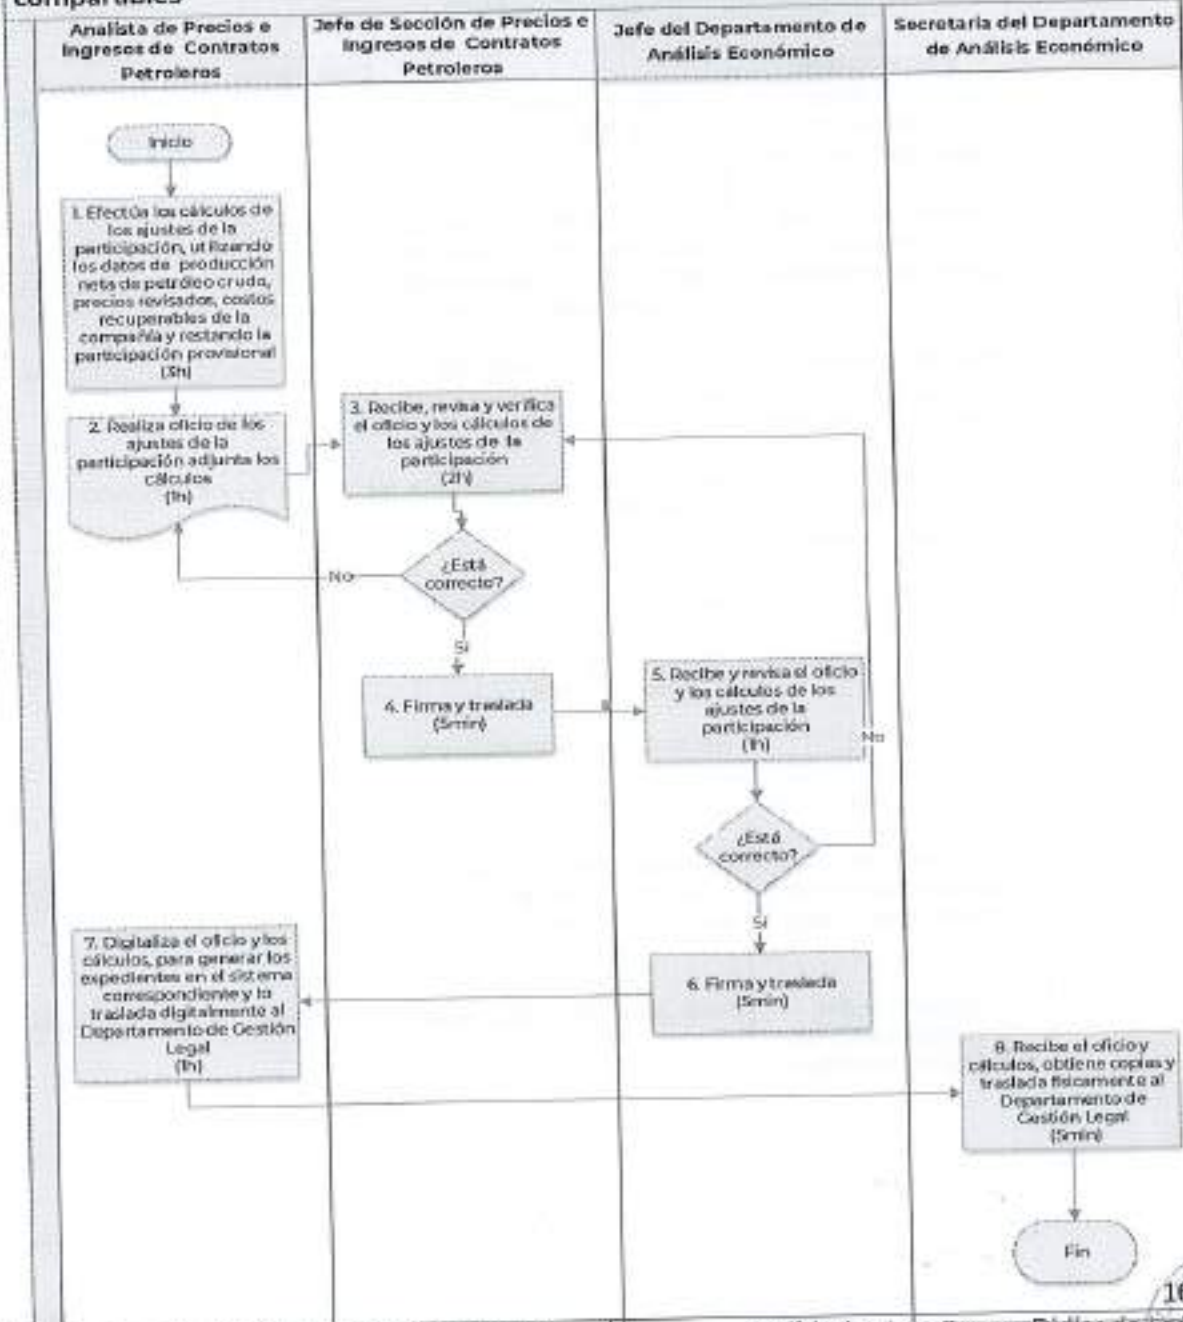 compartibles
Analista de Precios e
Ingresos de Contratos
Petroleros
Jefe de Sección de Precios e
Ingresos de Contratos
Petroleros
Jefe del Departamento de
Análisis Económico
Secretaria del Departamento
de Análisis Económico
Inicio
1. Efectúa los cálculos de
los ajustes de la
participación, utilizando
los datos de producción
neta de petróleo crudo,
precios revisados, costos
recuperables de la
compañía y restando la
participación provisional
(3h)
2. Realiza oficio de los
ajustes de la
participación adjunta los
cálculos
(1h)
3. Recibe, revisa y verifica
el oficio y los cálculos de
los ajustes de la
participación
(2h)
¿Está
correcto?
No
Si
4. Firma y traslada
(5min)
5. Recibe y revisa el oficio
y los cálculos de los
ajustes de la
participación
(1h)
No
¿Está
correcto?
Si
6. Firma y traslada
(5min)
7. Digitaliza el oficio y los
cálculos, para generar los
expedientes en el sistema
correspondiente y lo
traslada digitalmente al
Departamento de Gestión
Legal
(1h)
8. Recibe el oficio y
cálculos, obtiene copias y
traslada físicamente al
Departamento de
Gestión Legal
(5min)
Fin